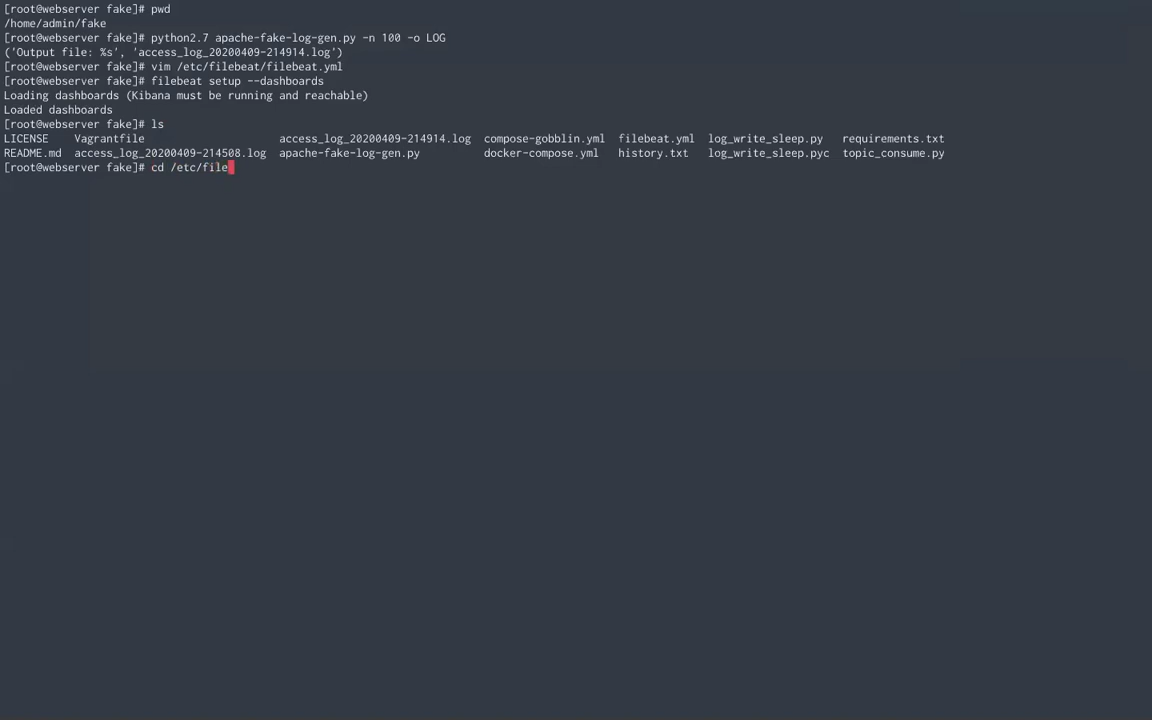 [root@webserver fake]# pwd
/home/admin/fake
[root@webserver fake]# python2.7 apache-fake-log-gen.py -n 100 -o LOG
('Output file: %s', 'access_log_20200409-214914.log')
[root@webserver fake]# vim /etc/filebeat/filebeat.yml
[root@webserver fake]# filebeat setup --dashboards
Loading dashboards (Kibana must be running and reachable)
Loaded dashboards
[root@webserver fake]# ls
LICENSE    Vagrantfile                     access_log_20200409-214914.log  compose-gobblin.yml  filebeat.yml  log_write_sleep.py   requirements.txt
README.md  access_log_20200409-214508.log  apache-fake-log-gen.py          docker-compose.yml   history.txt   log_write_sleep.pyc  topic_consume.py
[root@webserver fake]# cd /etc/file